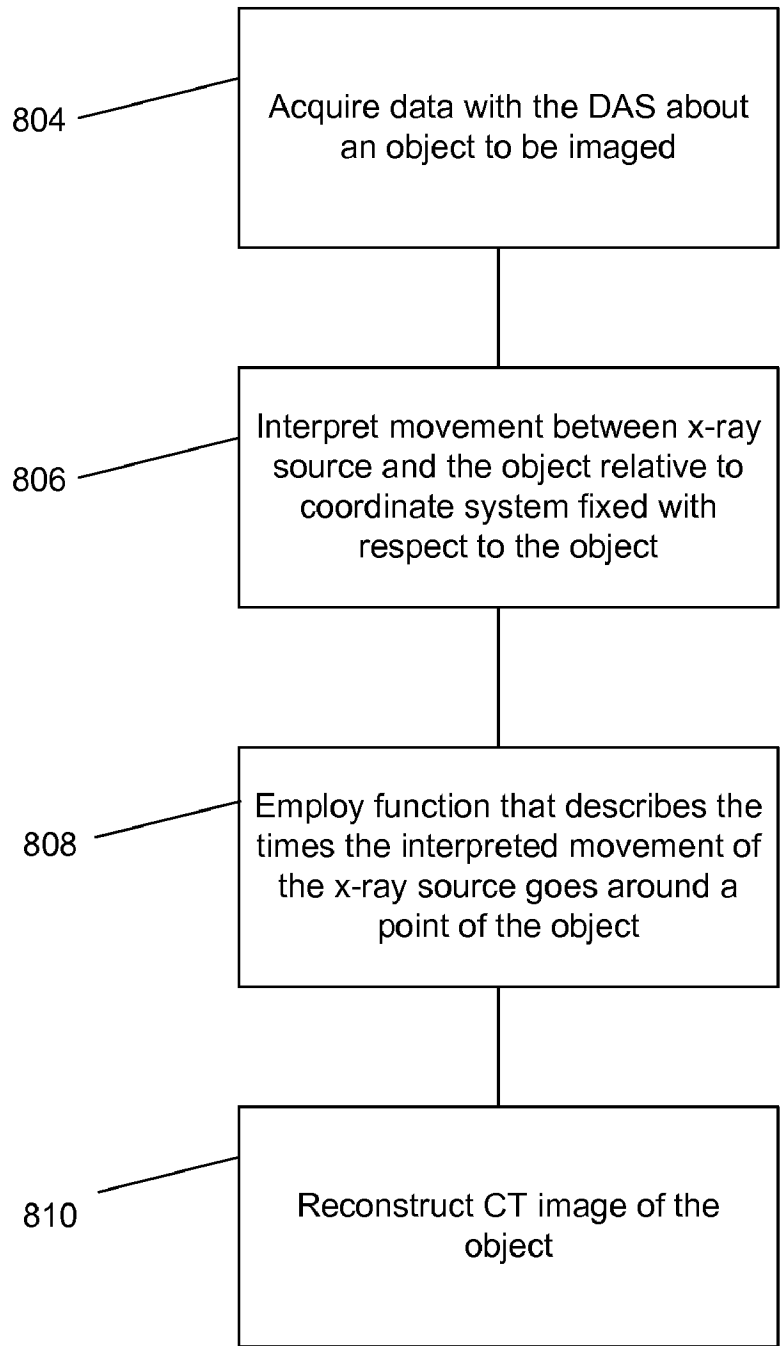 804
Acquire data with the DAS about
an object to be imaged
806
Interpret movement between x-ray
source and the object relative to
coordinate system fixed with
respect to the object
808
Employ function that describes the
times the interpreted movement of
the x-ray source goes around a
point of the object
810
Reconstruct CT image of the
object